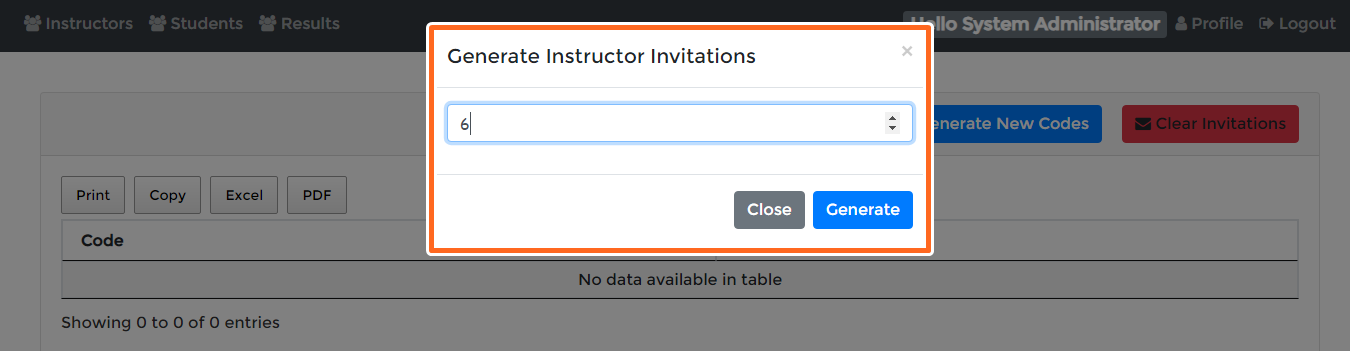 Instructors Students Results Hello System Administrator Profile Logout
Generate Instructor Invitations ×
6
enerate New Codes Clear Invitations
Print Copy Excel PDF
Close Generate
Code
No data available in table
Showing 0 to 0 of 0 entries